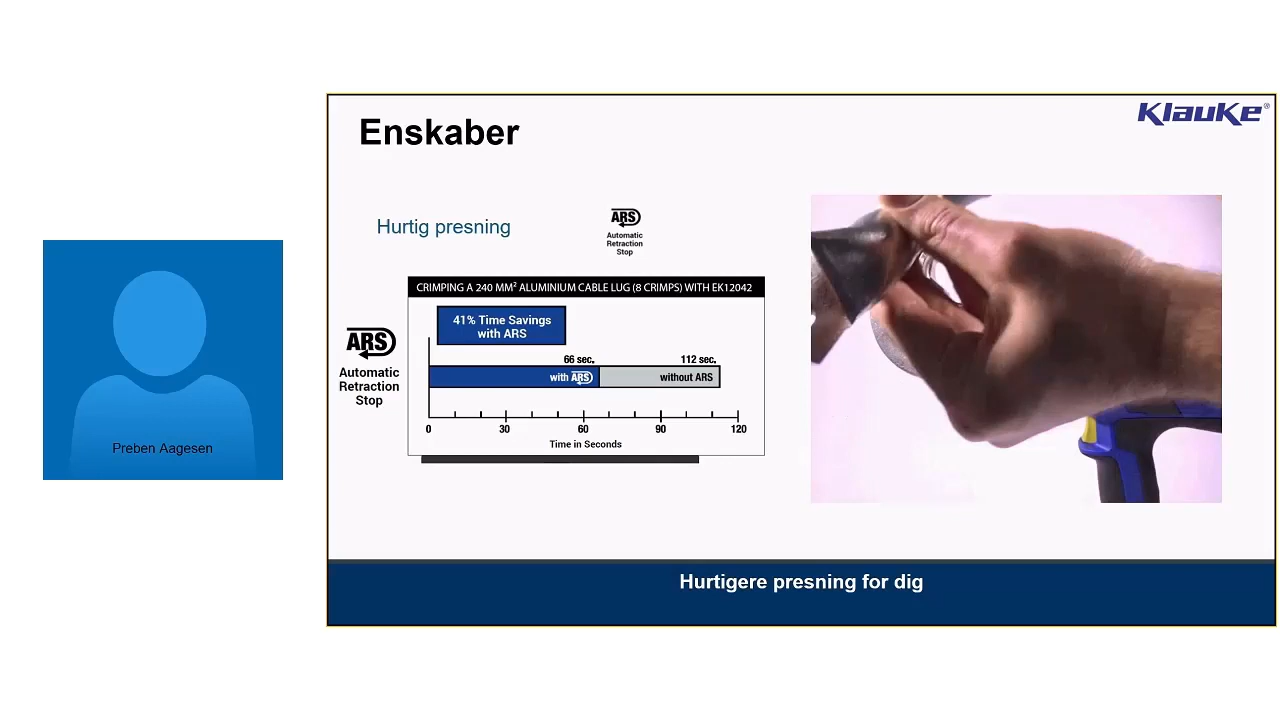 Preben Aagesen
Enskaber
Klauke®
Hurtig presning
ARS
Automatic
Retraction
Stop
ARS
Automatic
Retraction
Stop
CRIMPING A 240 MM² ALUMINIUM CABLE LUG (8 CRIMPS) WITH EK12042
41% Time Savings
with ARS
66 sec. 112 sec.
with ARS without ARS
0 30 60 90 120
Time in Seconds
Hurtigere presning for dig